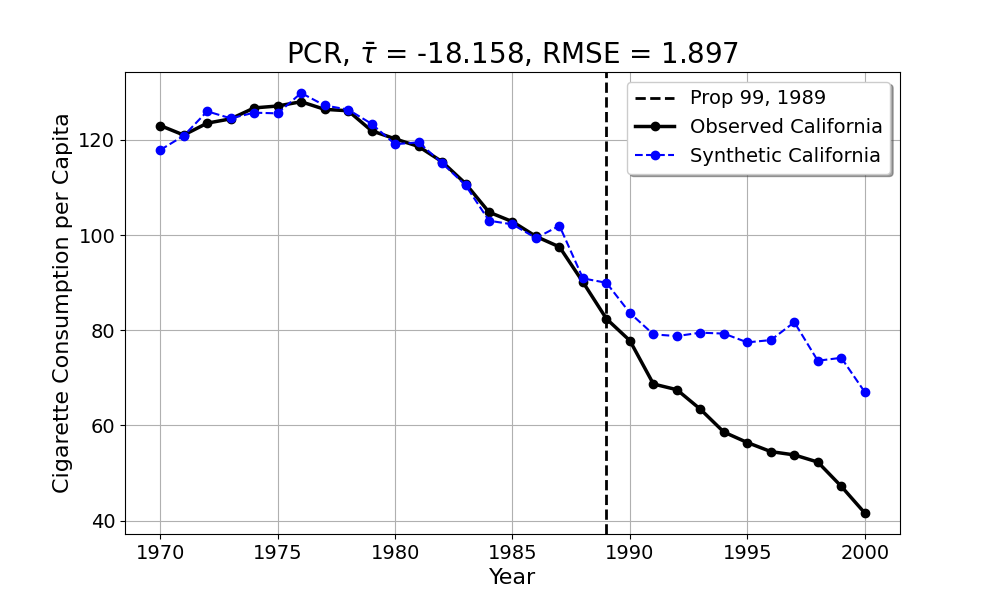 PCR, τ̄ = -18.158, RMSE = 1.897
Prop 99, 1989
Observed California
Synthetic California
Cigarette Consumption per Capita
120
100
80
60
40
1970 1975 1980 1985 1990 1995 2000
Year